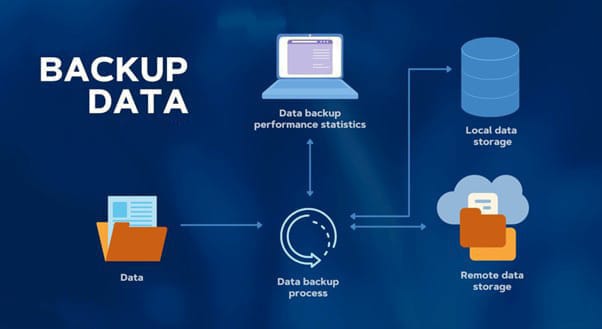 BACKUP
DATA
Data backup
performance statistics
Local data
storage
Data
Data backup
process
Remote data
storage